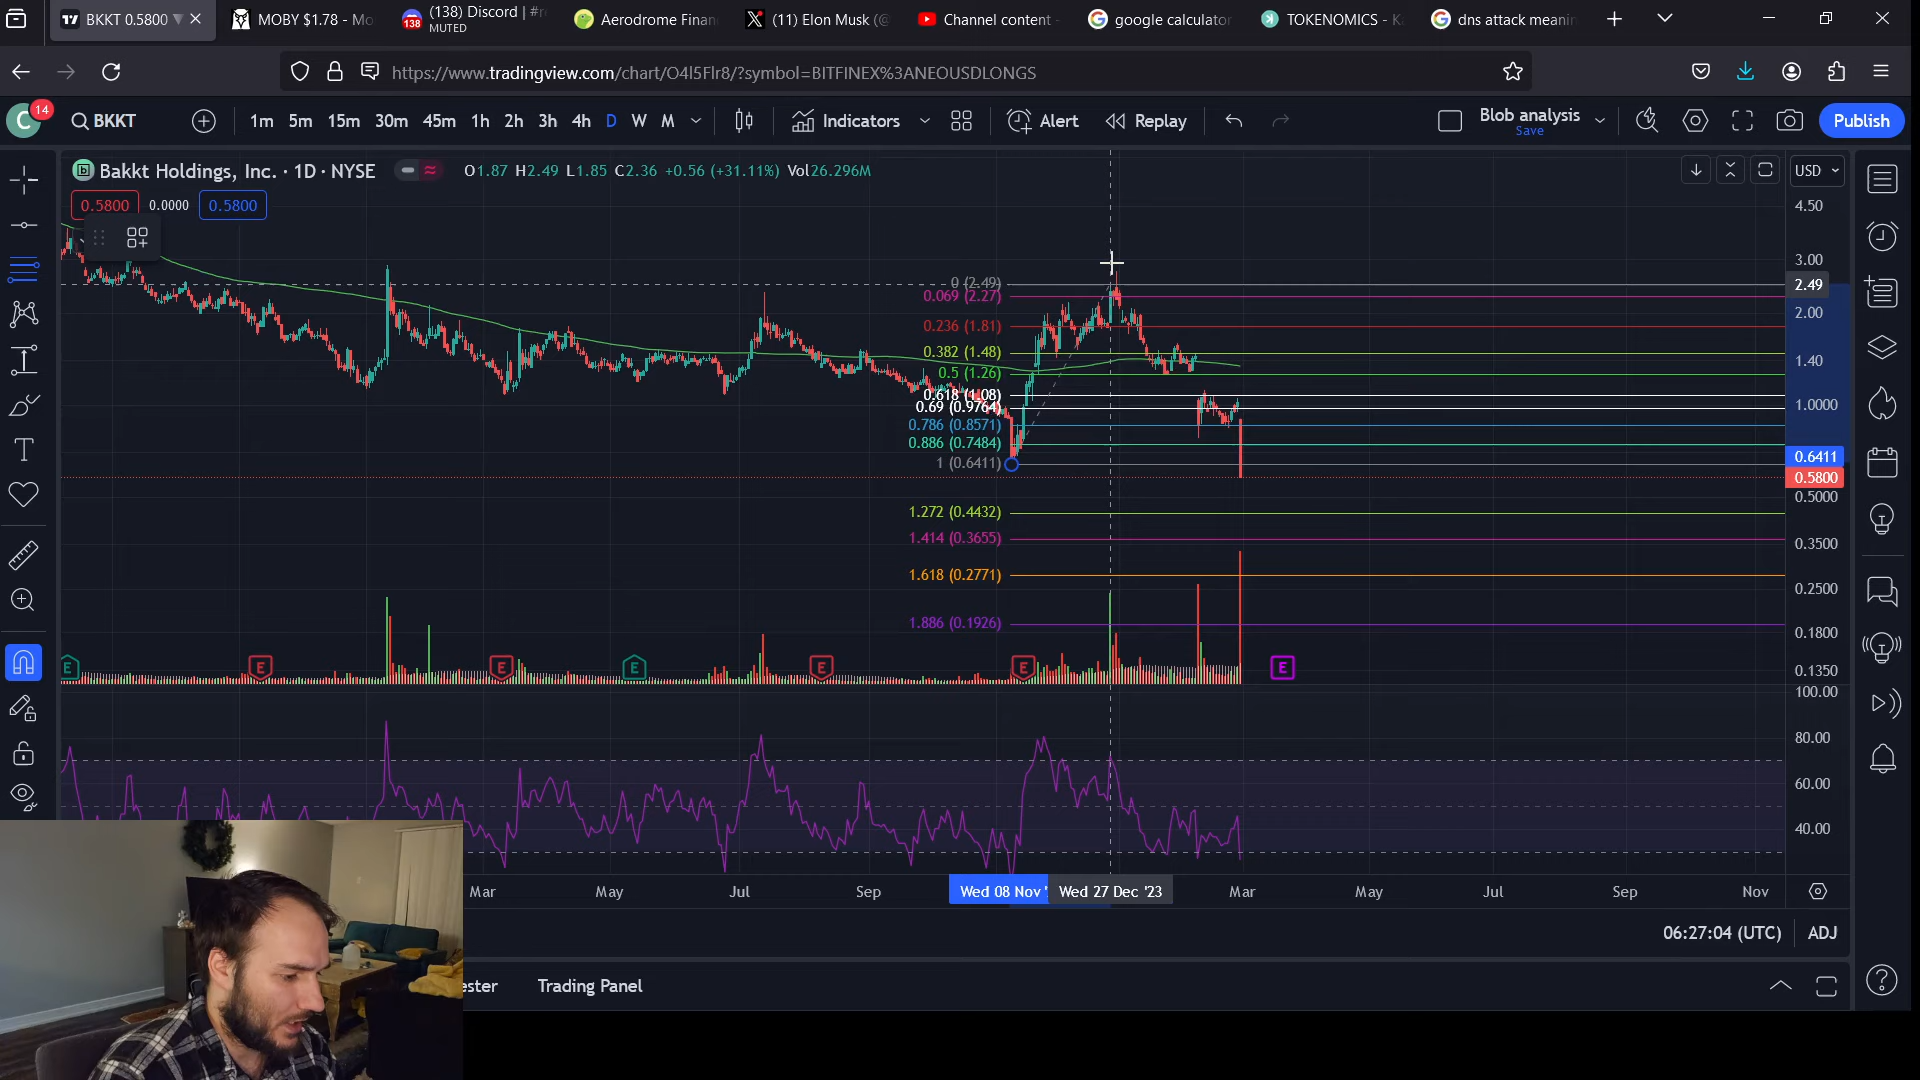 BKKT 0.5800
MOBY $1.78 - Mo
(138) Discord | #r
MUTED
138
Aerodrome Finan
(11) Elon Musk (@
Channel content -
google calculator
TOKENOMICS - K
dns attack meanin
https://www.tradingview.com/chart/O4l5Flr8/?symbol=BITFINEX%3ANEOUSDLONGS
C
14
BKKT
1m 5m 15m 30m 45m 1h 2h 3h 4h D W M
Indicators
Alert
Replay
Blob analysis
Save
Publish
Bakkt Holdings, Inc. · 1D · NYSE
O1.87 H2.49 L1.85 C2.36 +0.56 (+31.11%) Vol26.296M
USD
0.5800 0.0000 0.5800
4.50
3.00
2.49
2.00
1.40
1.0000
0.6411
0.5800
0.5000
0.3500
0.2500
0.1800
0.1350
100.00
80.00
60.00
40.00
0 (2.49)
0.069 (2.27)
0.236 (1.81)
0.382 (1.48)
0.5 (1.26)
0.618 (1.08)
0.69 (0.9764)
0.786 (0.8571)
0.886 (0.7484)
1 (0.6411)
1.272 (0.4432)
1.414 (0.3655)
1.618 (0.2771)
1.886 (0.1926)
E E E E E E E
Mar May Jul Sep Wed 08 Nov ' Wed 27 Dec '23 Mar May Jul Sep Nov
06:27:04 (UTC) ADJ
ester Trading Panel